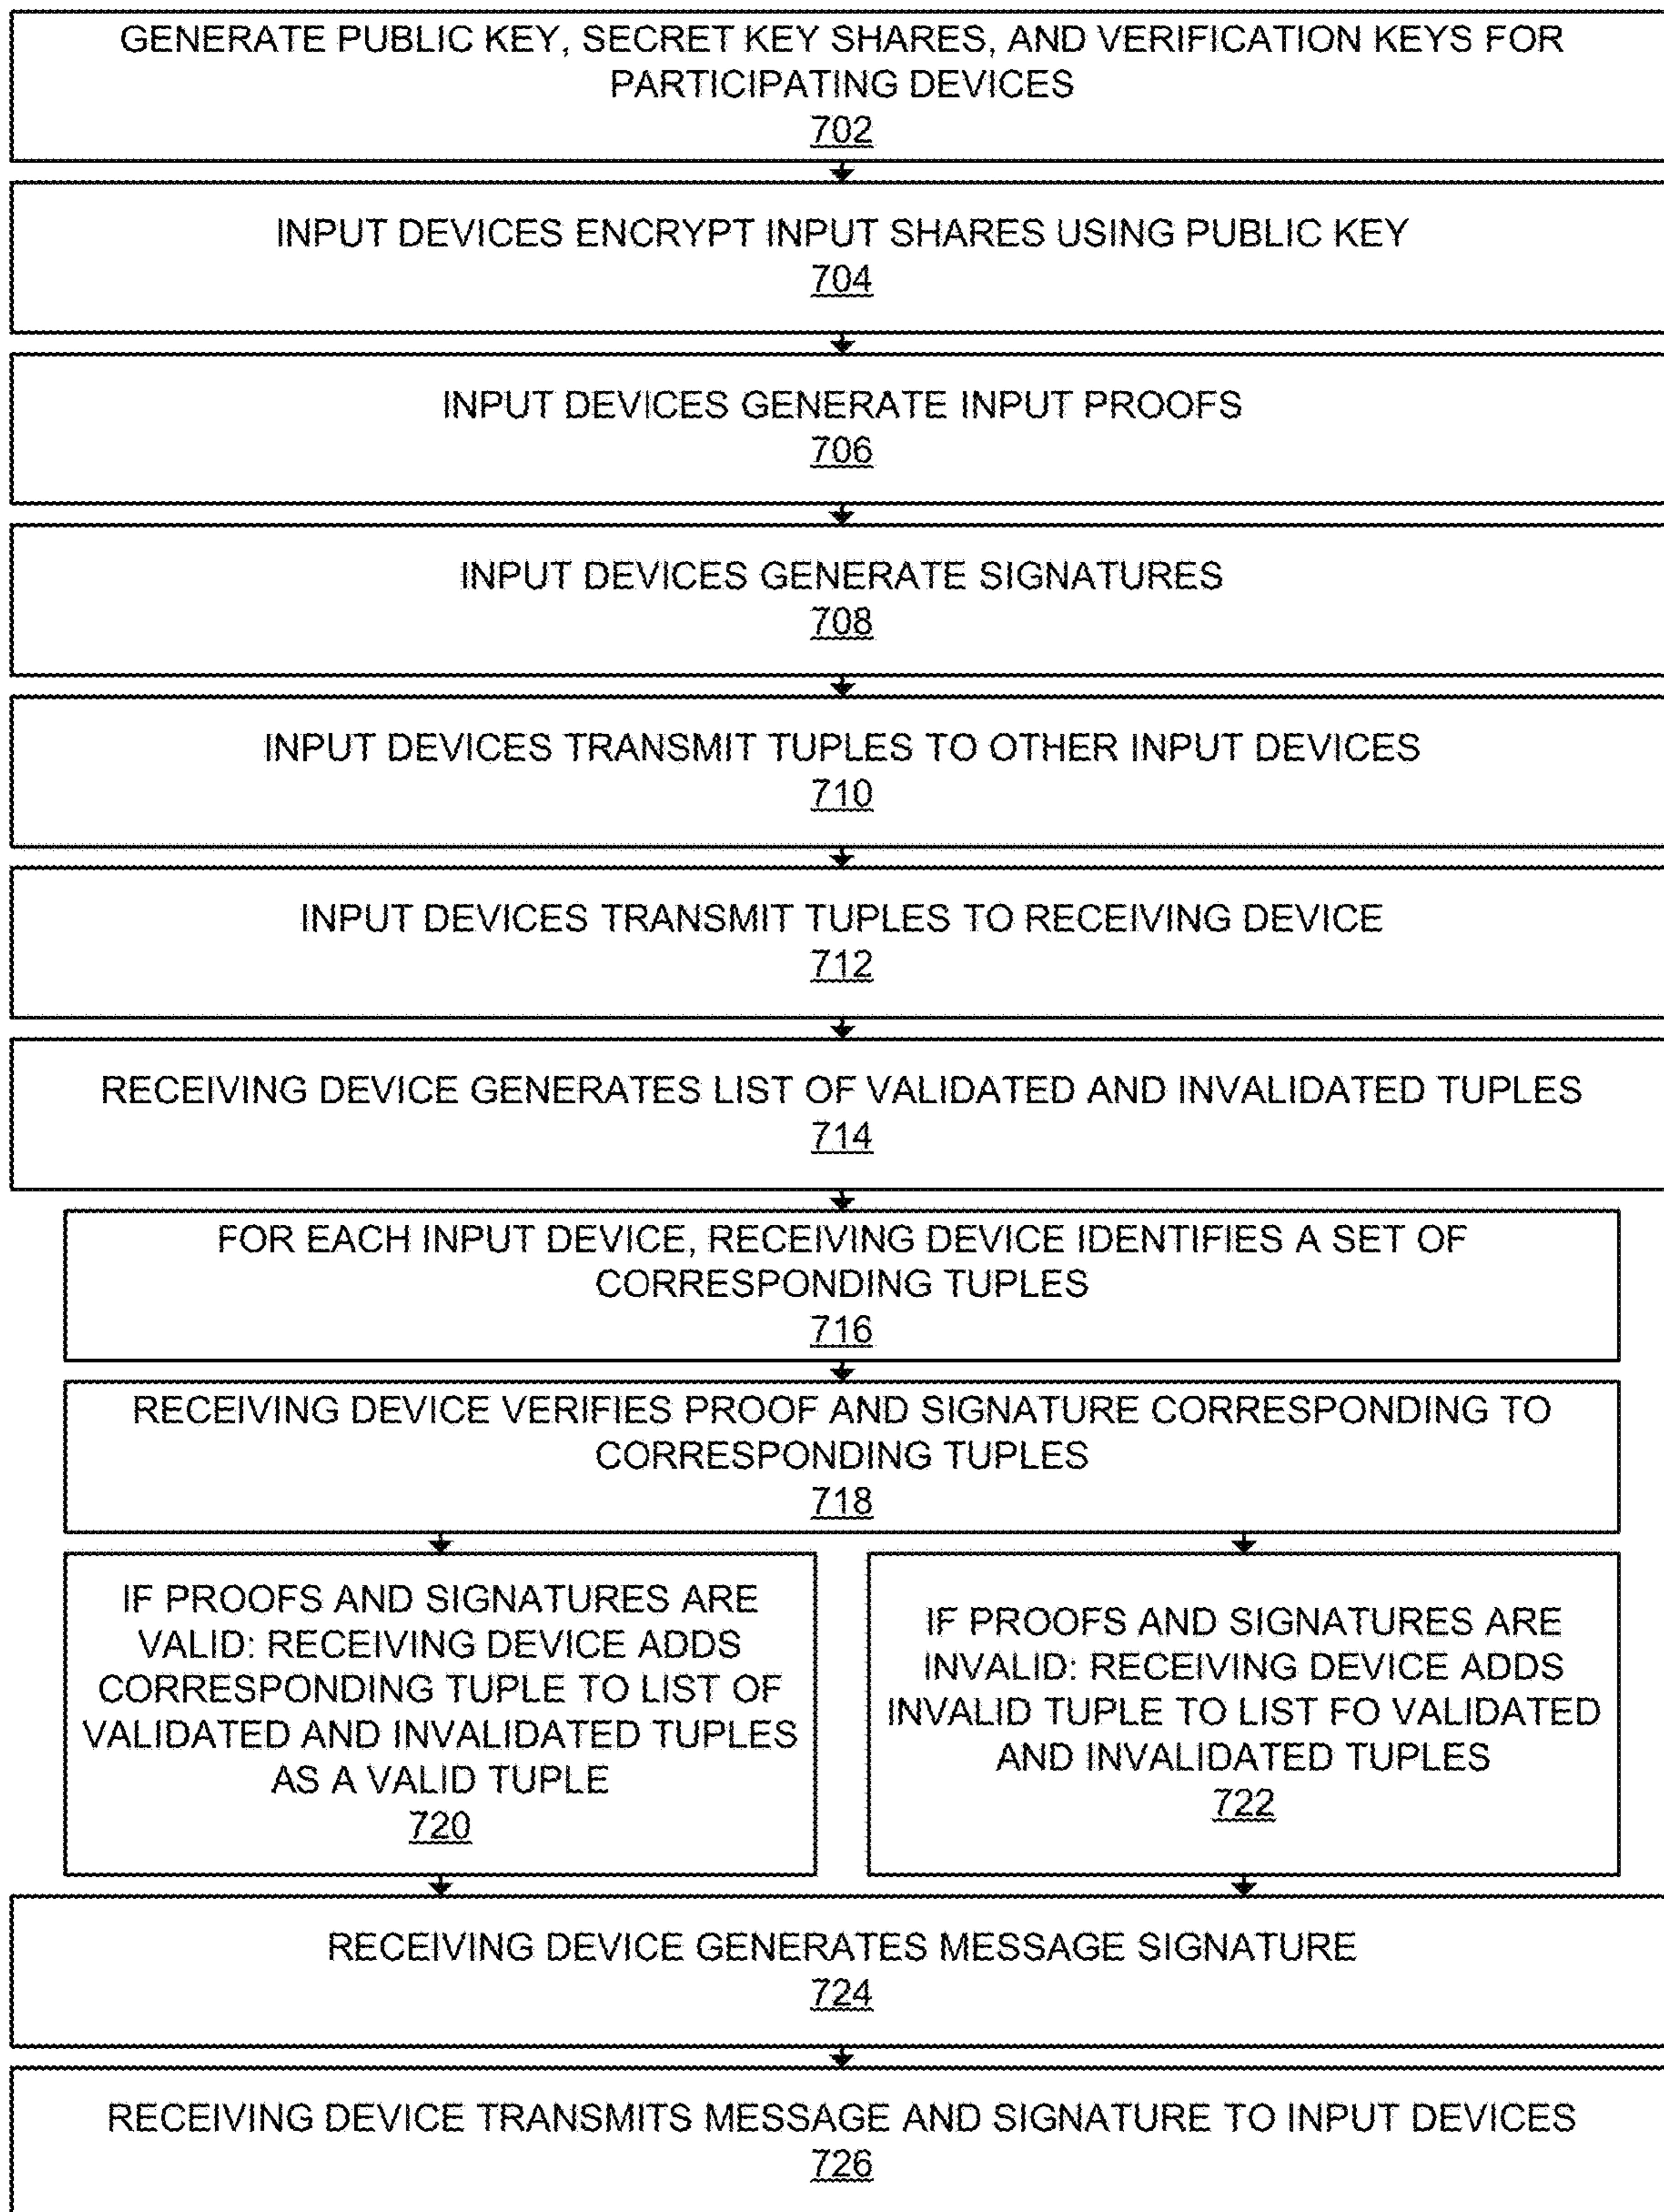 GENERATE PUBLIC KEY, SECRET KEY SHARES, AND VERIFICATION KEYS FOR
PARTICIPATING DEVICES
702
INPUT DEVICES ENCRYPT INPUT SHARES USING PUBLIC KEY
704
INPUT DEVICES GENERATE INPUT PROOFS
706
INPUT DEVICES GENERATE SIGNATURES
708
INPUT DEVICES TRANSMIT TUPLES TO OTHER INPUT DEVICES
710
INPUT DEVICES TRANSMIT TUPLES TO RECEIVING DEVICE
712
RECEIVING DEVICE GENERATES LIST OF VALIDATED AND INVALIDATED TUPLES
714
FOR EACH INPUT DEVICE, RECEIVING DEVICE IDENTIFIES A SET OF
CORRESPONDING TUPLES
716
RECEIVING DEVICE VERIFIES PROOF AND SIGNATURE CORRESPONDING TO
CORRESPONDING TUPLES
718
IF PROOFS AND SIGNATURES ARE
VALID: RECEIVING DEVICE ADDS
CORRESPONDING TUPLE TO LIST OF
VALIDATED AND INVALIDATED TUPLES
AS A VALID TUPLE
720
IF PROOFS AND SIGNATURES ARE
INVALID: RECEIVING DEVICE ADDS
INVALID TUPLE TO LIST FO VALIDATED
AND INVALIDATED TUPLES
722
RECEIVING DEVICE GENERATES MESSAGE SIGNATURE
724
RECEIVING DEVICE TRANSMITS MESSAGE AND SIGNATURE TO INPUT DEVICES
726